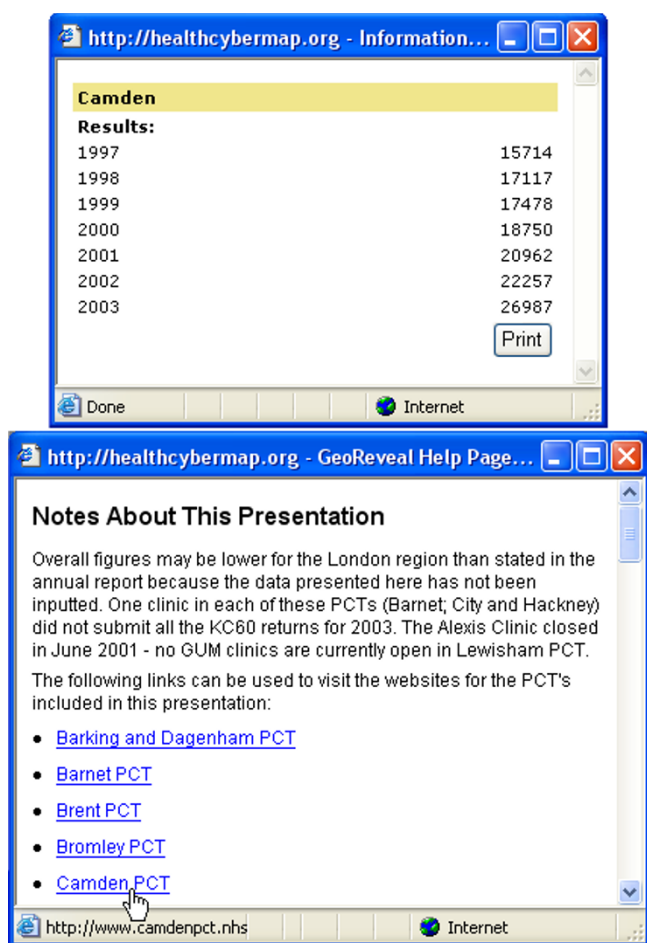 http://healthcybermap.org - Information...
Camden
Results:
1997 15714
1998 17117
1999 17478
2000 18750
2001 20962
2002 22257
2003 26987
Print
Done Internet
http://healthcybermap.org - GeoReveal Help Page...
Notes About This Presentation
Overall figures may be lower for the London region than stated in the
annual report because the data presented here has not been
inputted. One clinic in each of these PCTs (Barnet; City and Hackney)
did not submit all the KC60 returns for 2003. The Alexis Clinic closed
in June 2001 - no GUM clinics are currently open in Lewisham PCT.
The following links can be used to visit the websites for the PCT's
included in this presentation:
• Barking and Dagenham PCT
• Barnet PCT
• Brent PCT
• Bromley PCT
• Camden PCT
http://www.camdenpct.nhs Internet